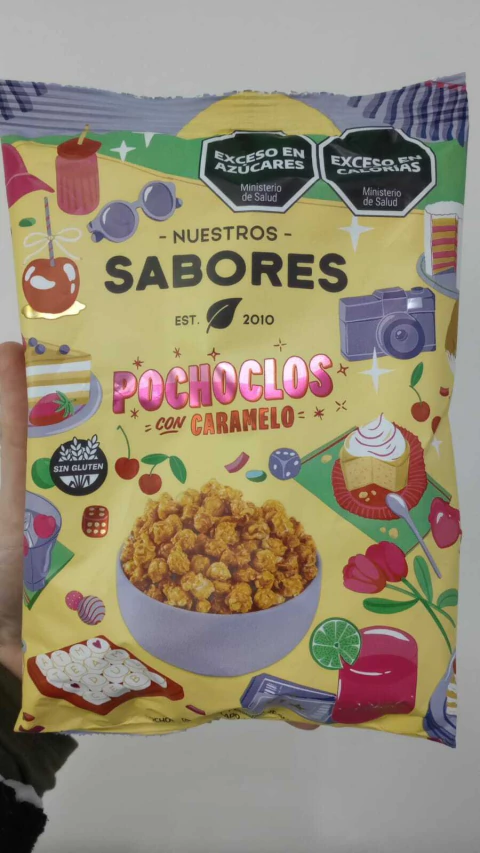 EXCESO EN
AZÚCARES
Ministerio
de Salud
EXCESO EN
CALORÍAS
Ministerio
de Salud
- NUESTROS -
SABORES
EST. 2010
POCHOCLOS
CON CARAMELO
SIN GLUTEN